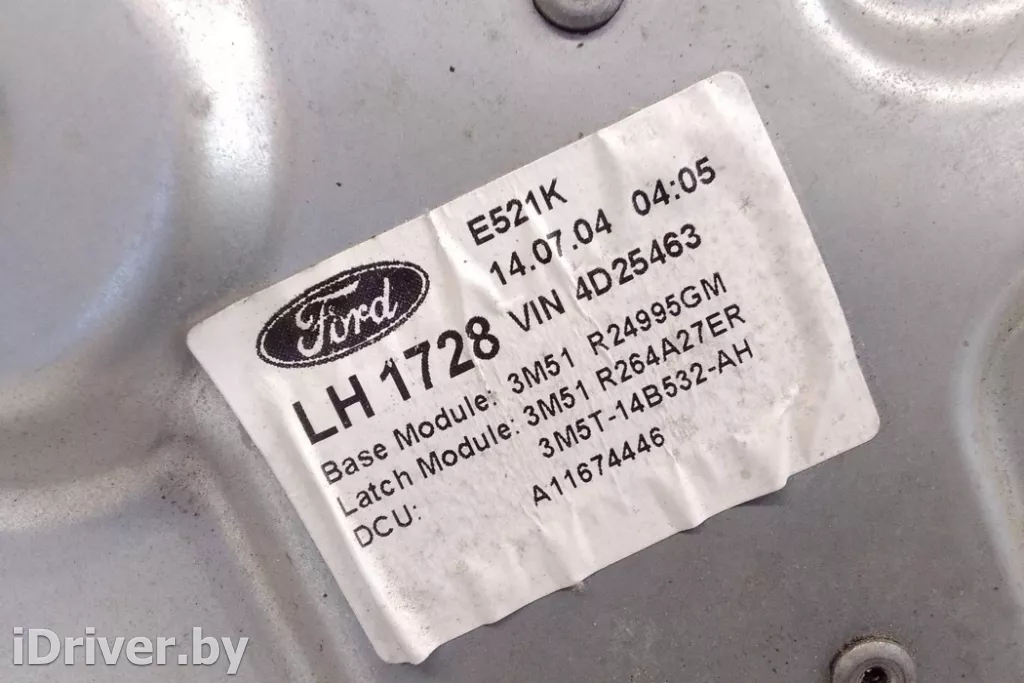 E521K
14.07.04 04:05
Ford
LH 1728 VIN 4D25463
Base Module: 3M51 R24995GM
Latch Module: 3M51 R264A27ER
DCU: 3M5T-14B532-AH
A11674446
iDriver.by